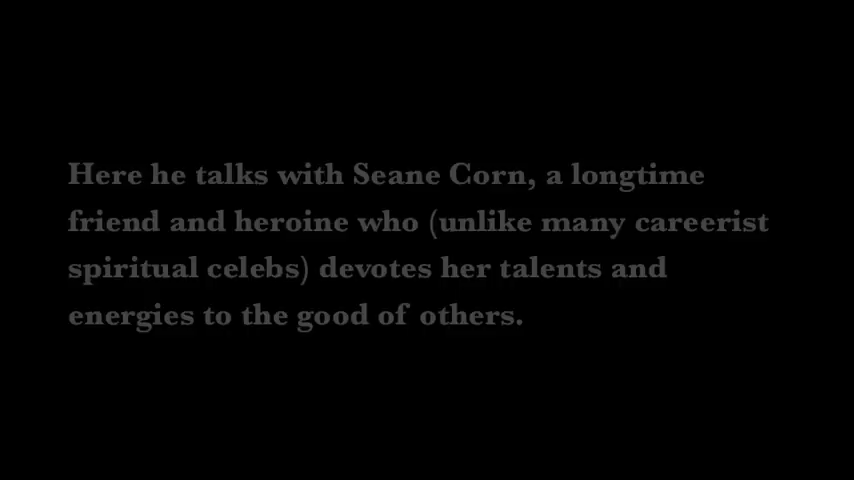 Here he talks with Seane Corn, a longtime
friend and heroine who (unlike many careerist
spiritual celebs) devotes her talents and
energies to the good of others.